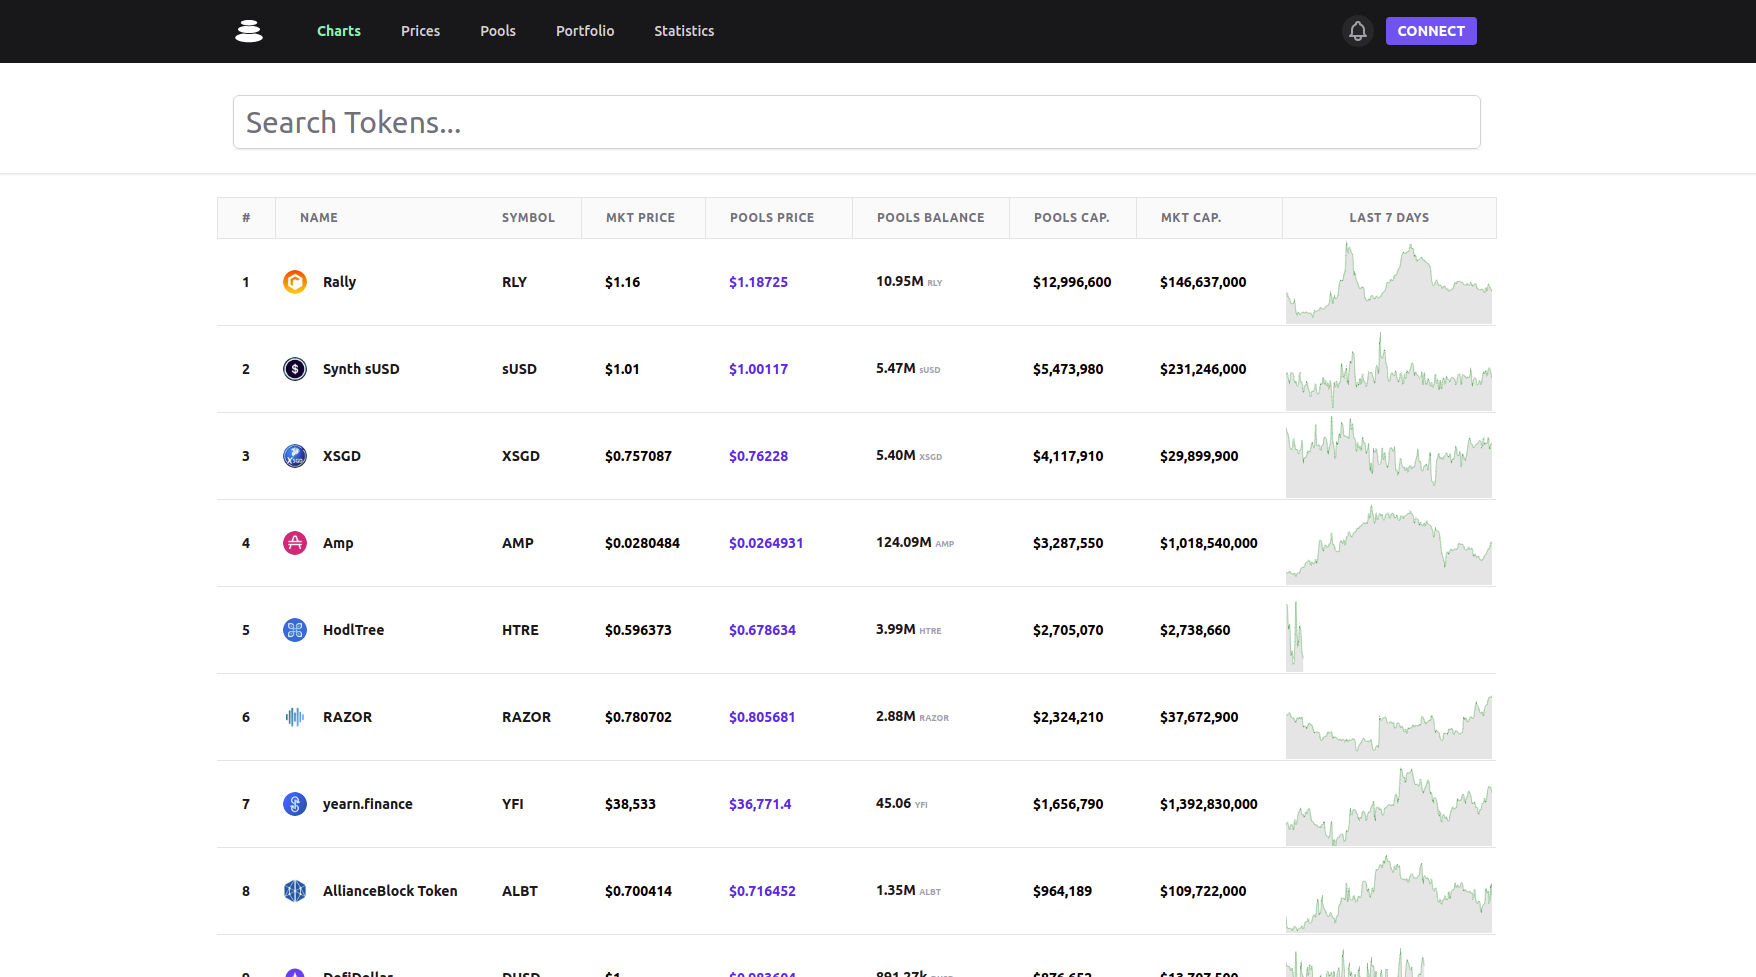 Charts Prices Pools Portfolio Statistics CONNECT
Search Tokens...
# NAME SYMBOL MKT PRICE POOLS PRICE POOLS BALANCE POOLS CAP. MKT CAP. LAST 7 DAYS
1 Rally RLY $1.16 $1.18725 10.95M RLY $12,996,600 $146,637,000
2 $ Synth sUSD sUSD $1.01 $1.00117 5.47M sUSD $5,473,980 $231,246,000
3 XSGD XSGD XSGD $0.757087 $0.76228 5.40M XSGD $4,117,910 $29,899,900
4 Amp AMP $0.0280484 $0.0264931 124.09M AMP $3,287,550 $1,018,540,000
5 HodlTree HTRE $0.596373 $0.678634 3.99M HTRE $2,705,070 $2,738,660
6 RAZOR RAZOR $0.780702 $0.805681 2.88M RAZOR $2,324,210 $37,672,900
7 yearn.finance YFI $38,533 $36,771.4 45.06 YFI $1,656,790 $1,392,830,000
8 AllianceBlock Token ALBT $0.700414 $0.716452 1.35M ALBT $964,189 $109,722,000
9 DefiDollar DUSD $1